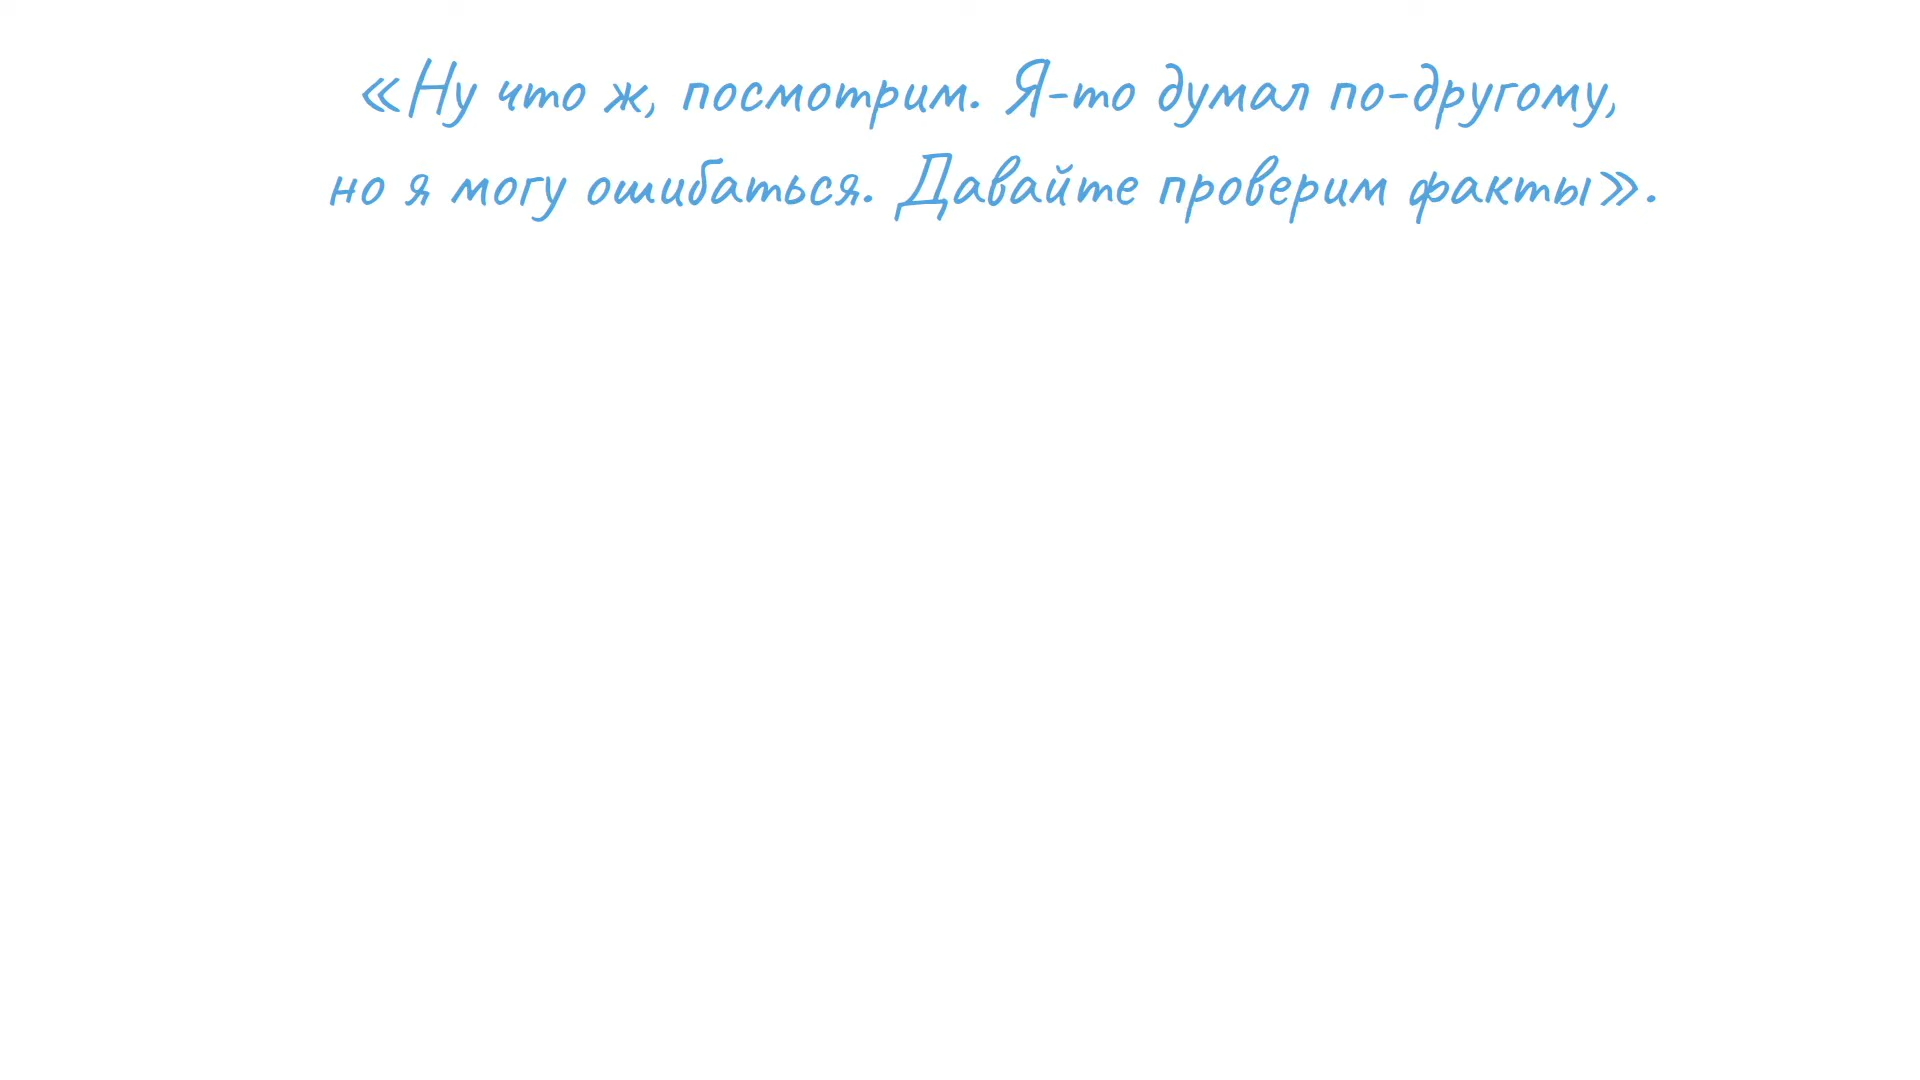 «Ну что ж, посмотрим. Я-то думал по-другому,
но я могу ошибаться. Давайте проверим факты».